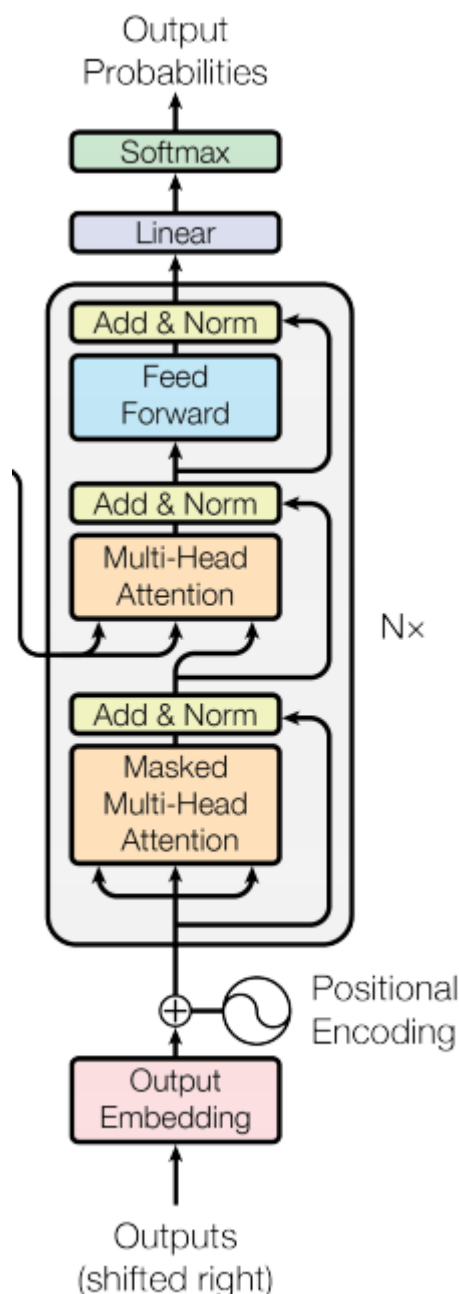 Output
Probabilities
Softmax
Linear
Add & Norm
Feed
Forward
Add & Norm
Multi-Head
Attention
N×
Add & Norm
Masked
Multi-Head
Attention
Positional
Encoding
Output
Embedding
Outputs
(shifted right)